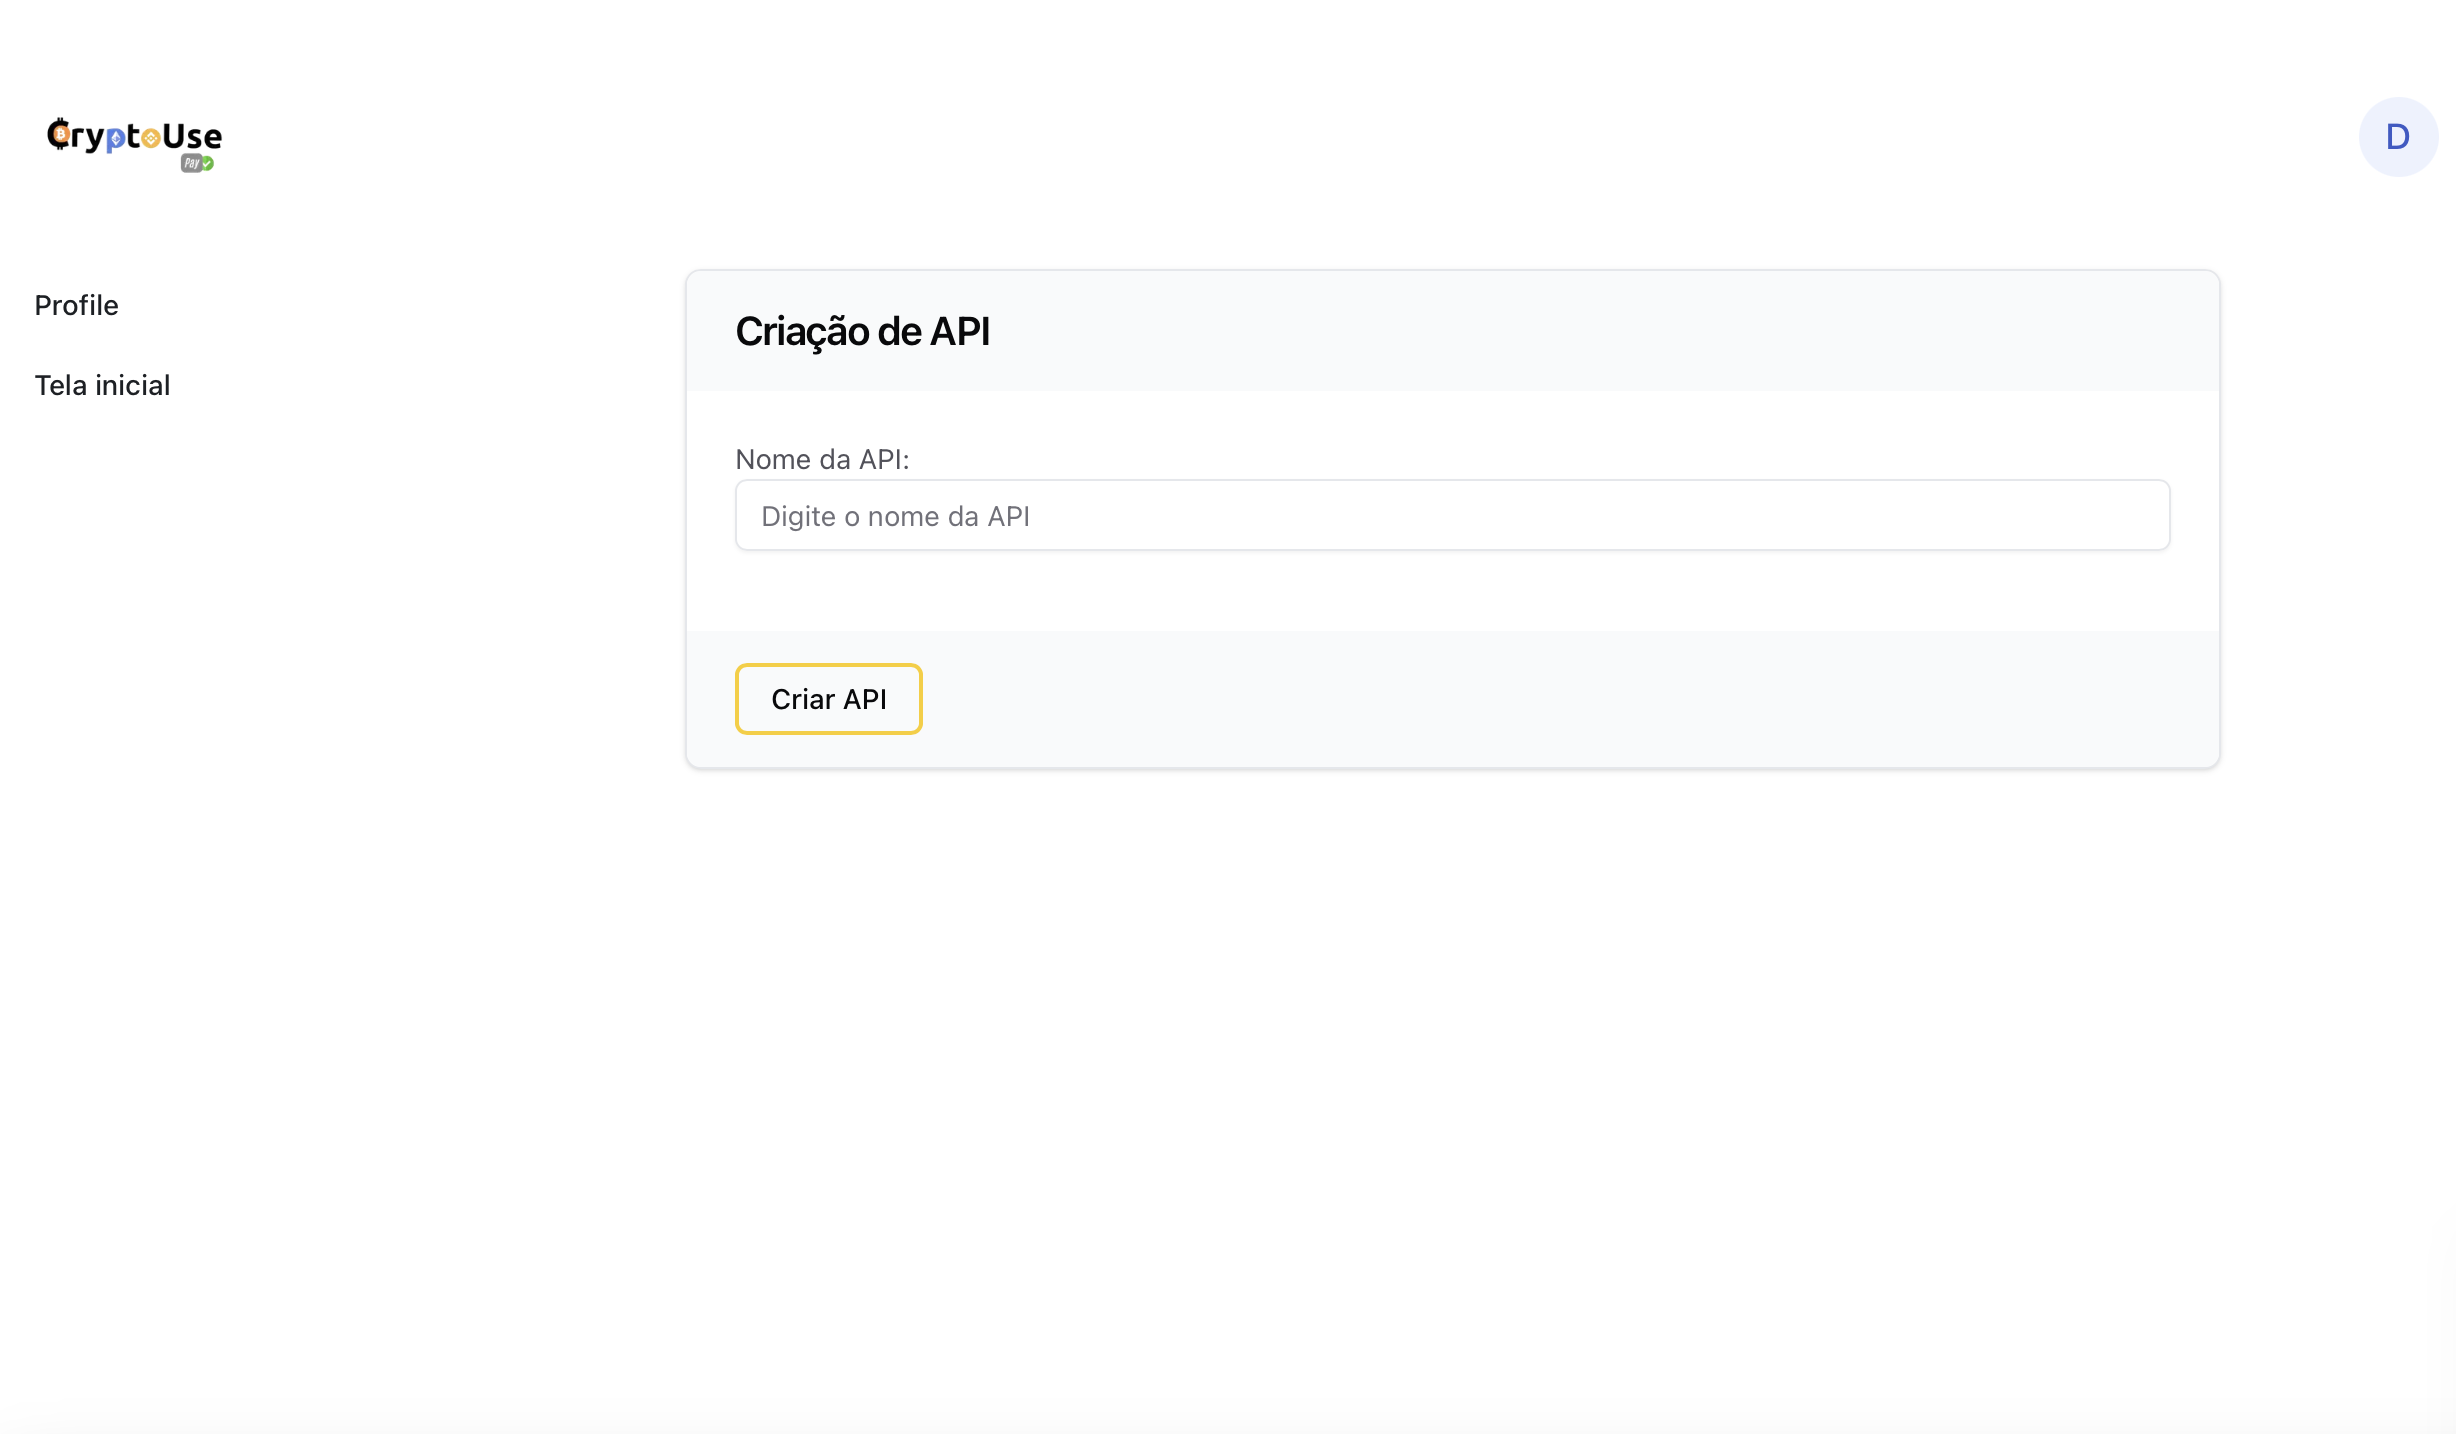 CryptoUse
Pay
D
Profile
Tela inicial
Criação de API
Nome da API:
Digite o nome da API
Criar API